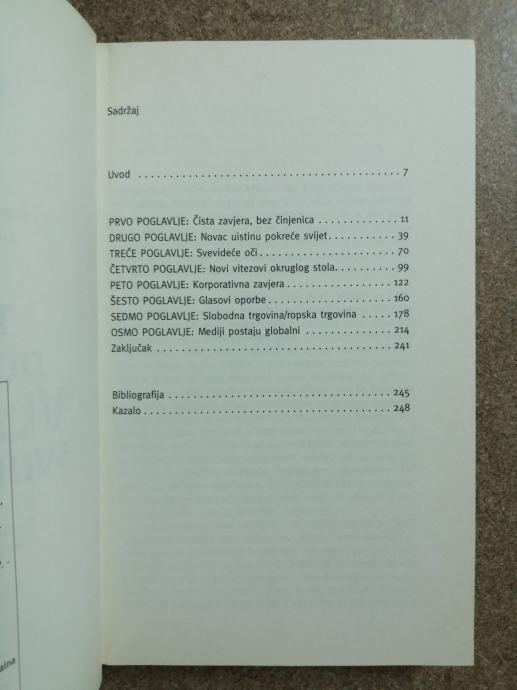 Sadržaj
Uvod . . . . . . . . . . . . . . . . . . . . . . . . . . . . . . . . . . . . . . . 7
PRVO POGLAVLJE: Čista zavjera, bez činjenica . . . . . . . . . . . . 11
DRUGO POGLAVLJE: Novac uistinu pokreće svijet . . . . . . . . . . 39
TREĆE POGLAVLJE: Svevideće oči . . . . . . . . . . . . . . . . . . . . 70
ČETVRTO POGLAVLJE: Novi vitezovi okruglog stola. . . . . . . . . 99
PETO POGLAVLJE: Korporativna zavjera . . . . . . . . . . . . . . . . 122
ŠESTO POGLAVLJE: Glasovi oporbe . . . . . . . . . . . . . . . . . . 160
SEDMO POGLAVLJE: Slobodna trgovina/ropska trgovina . . . . . 178
OSMO POGLAVLJE: Mediji postaju globalni . . . . . . . . . . . . . 214
Zaključak . . . . . . . . . . . . . . . . . . . . . . . . . . . . . . . . . . . 241
Bibliografija . . . . . . . . . . . . . . . . . . . . . . . . . . . . . . . . . 245
Kazalo . . . . . . . . . . . . . . . . . . . . . . . . . . . . . . . . . . . . 248